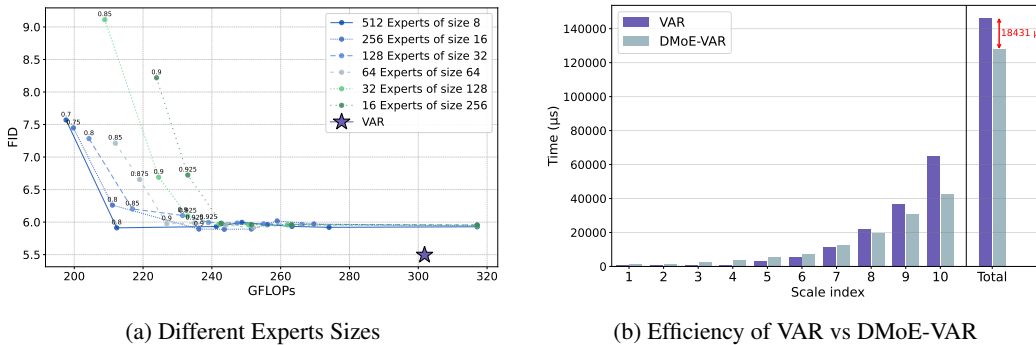 9.0
8.5
8.0
7.5
7.0
6.5
6.0
5.5
FID
200
220
240
260
280
300
320
GFLOPs
0.85
0.9
0.7
0.75
0.8
0.85
0.875
0.9
0.925
0.8
0.85
0.9
0.925
0.925
0.8
0.9
0.9
512 Experts of size 8
256 Experts of size 16
128 Experts of size 32
64 Experts of size 64
32 Experts of size 128
16 Experts of size 256
VAR
(a) Different Experts Sizes
140000
120000
100000
80000
60000
40000
20000
0
Time (μs)
VAR
DMoE-VAR
18431 μ
1
2
3
4
5
6
7
8
9
10
Total
Scale index
(b) Efficiency of VAR vs DMoE-VAR